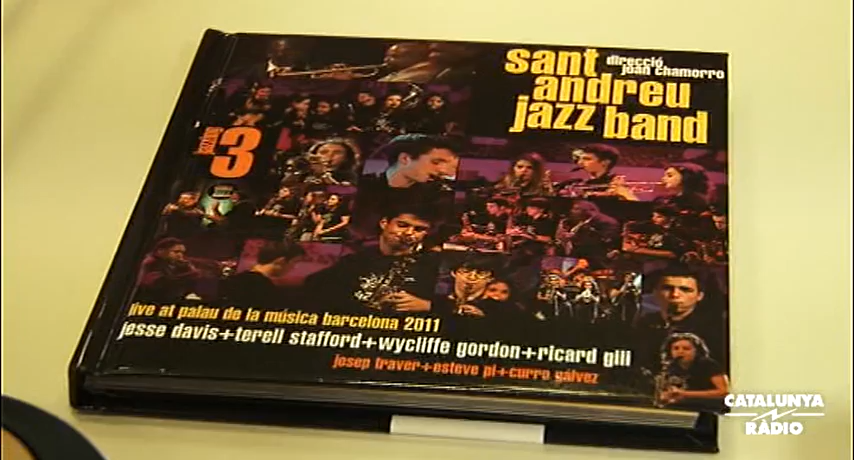 sant
andreu
jazz band
direcció
joan chamorro
jazzing
3
live at palau de la música barcelona 2011
jesse davis+terell stafford+wycliffe gordon+ricard gili
josep traver+esteve pi+curro gálvez
CATALUNYA
RÀDIO